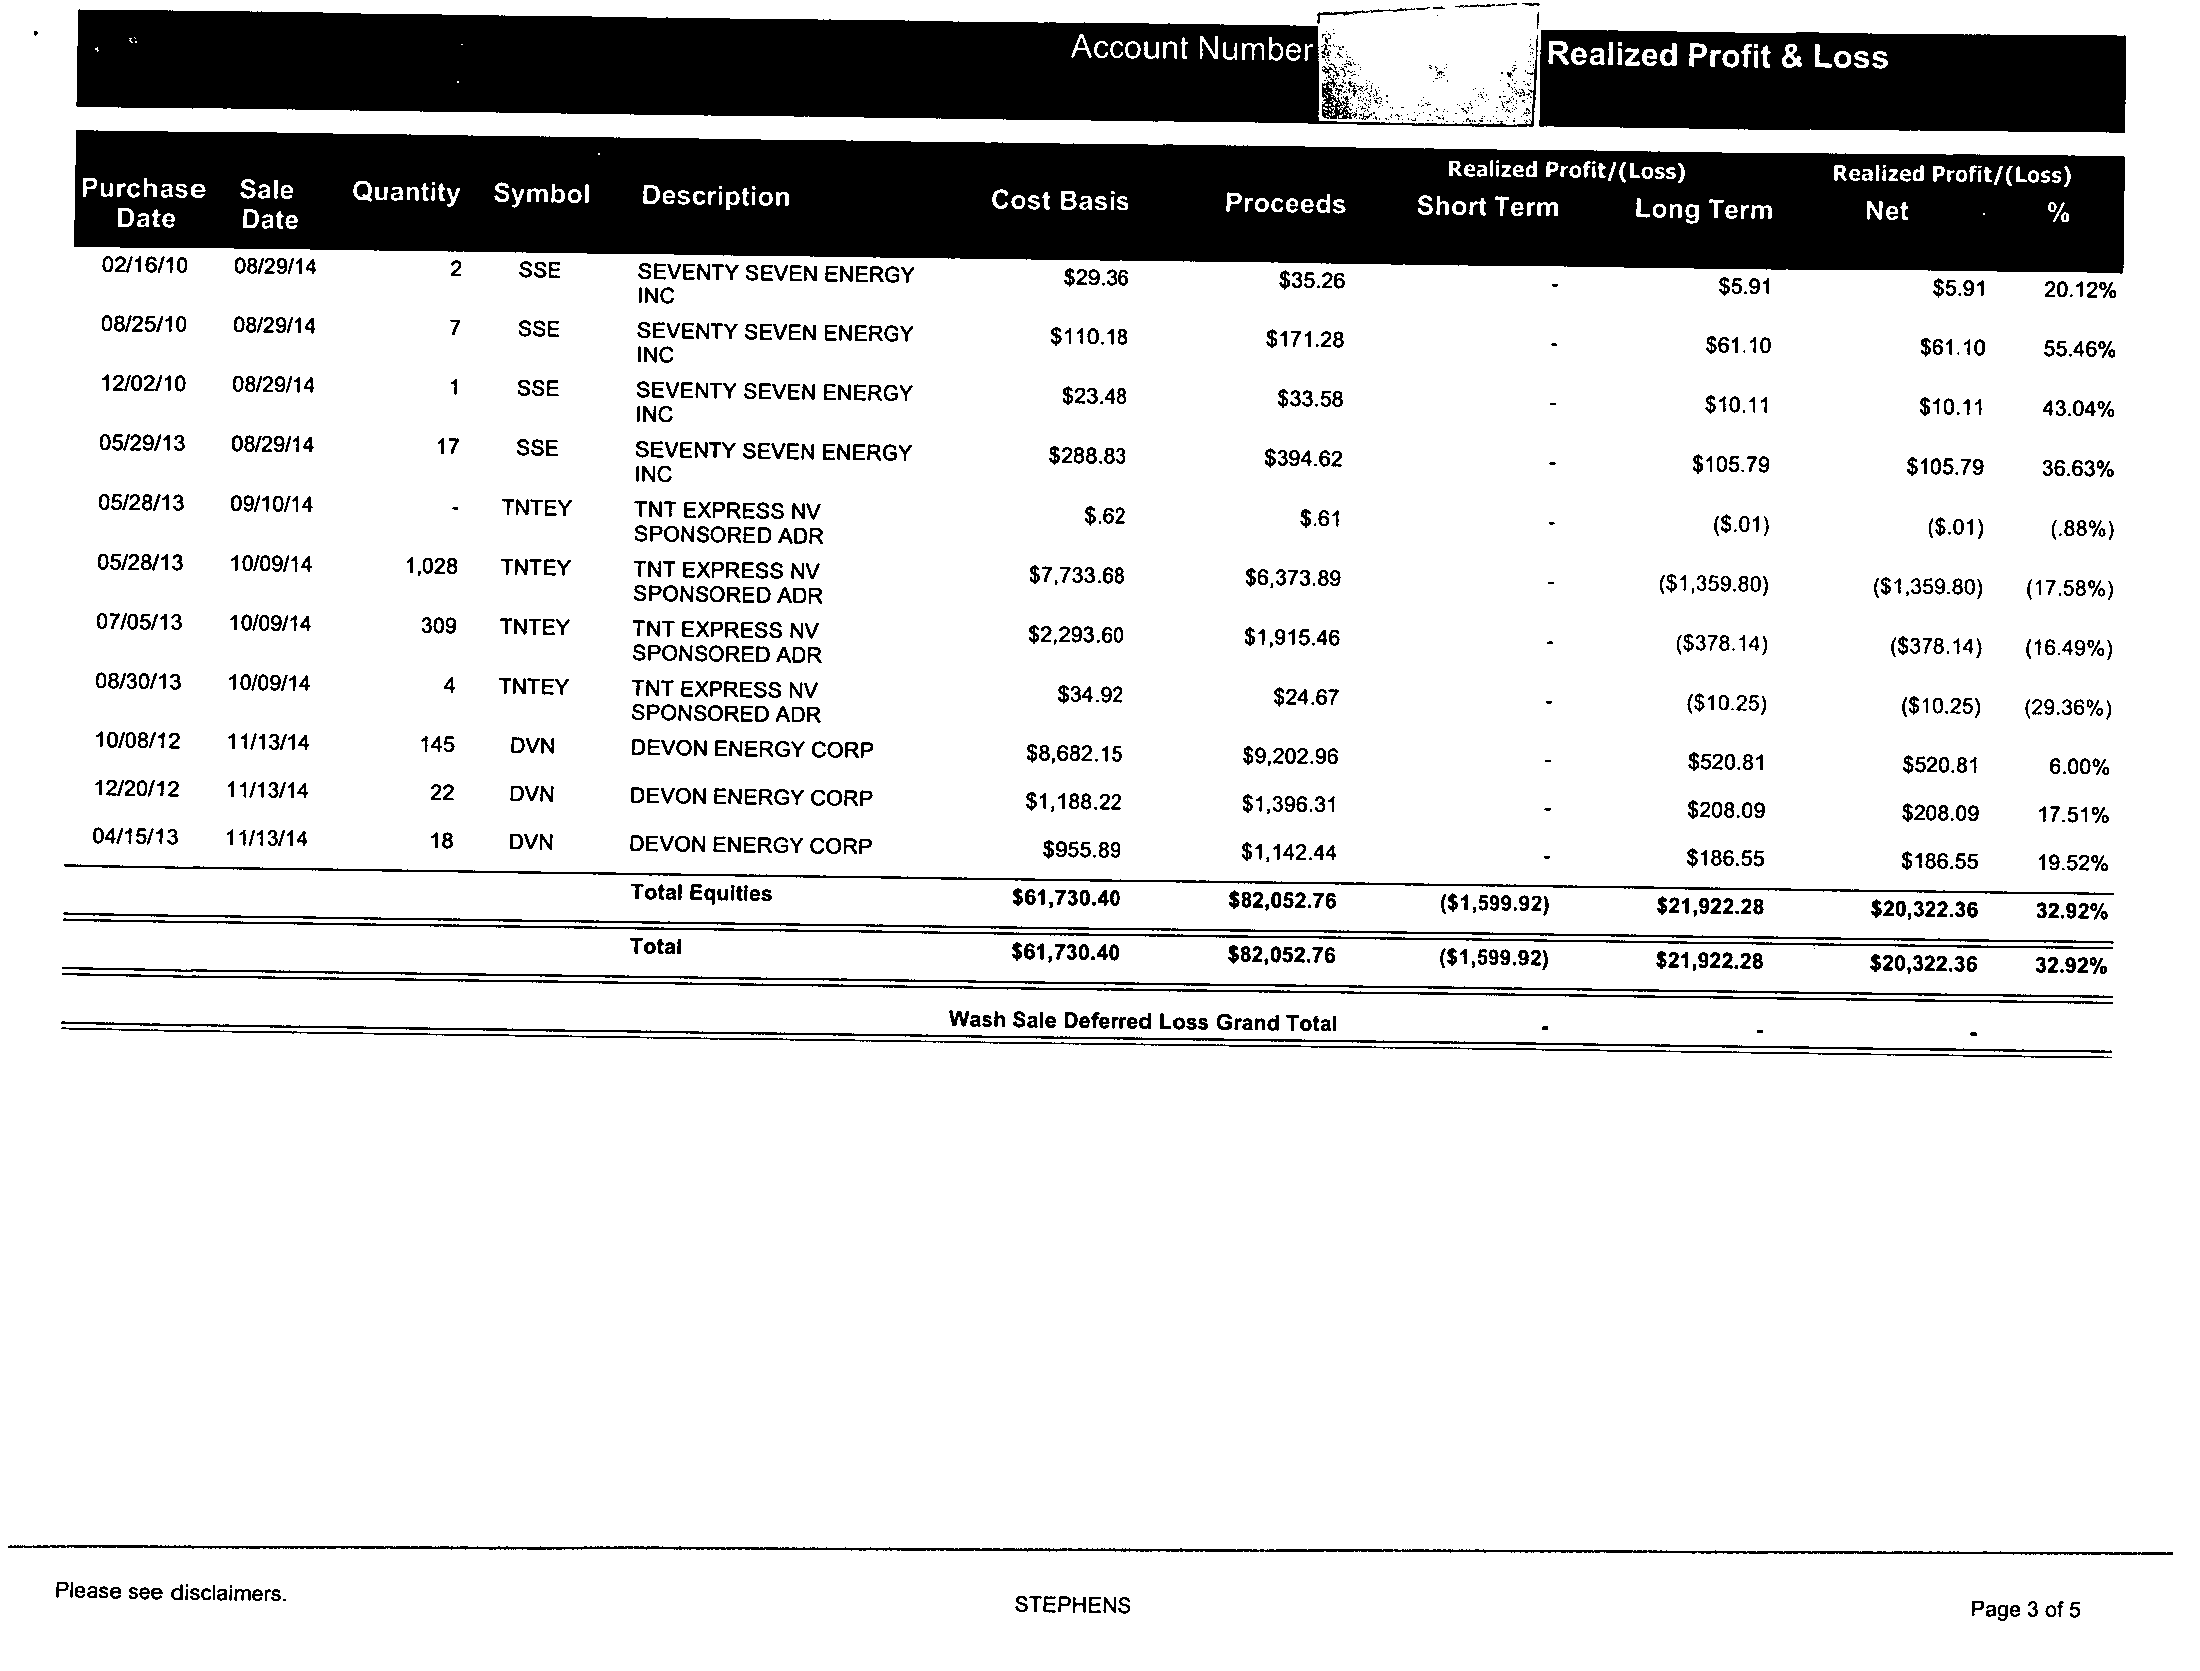 Account Number Realized Profit & Loss
Realized Profit/(Loss) Realized Profit/(Loss)
Purchase Date Sale Date Quantity Symbol Description Cost Basis Proceeds Short Term Long Term Net %
02/16/10 08/29/14 2 SSE SEVENTY SEVEN ENERGY $29.36 $35.26 - $5.91 $5.91 20.12%
INC
08/25/10 08/29/14 7 SSE SEVENTY SEVEN ENERGY $110.18 $171.28 - $61.10 $61.10 55.46%
INC
12/02/10 08/29/14 1 SSE SEVENTY SEVEN ENERGY $23.48 $33.58 - $10.11 $10.11 43.04%
INC
05/29/13 08/29/14 17 SSE SEVENTY SEVEN ENERGY $288.83 $394.62 - $105.79 $105.79 36.63%
INC
05/28/13 09/10/14 - TNTEY TNT EXPRESS NV $.62 $.61 - ($.01) ($.01) (.88%)
SPONSORED ADR
05/28/13 10/09/14 1,028 TNTEY TNT EXPRESS NV $7,733.68 $6,373.89 - ($1,359.80) ($1,359.80) (17.58%)
SPONSORED ADR
07/05/13 10/09/14 309 TNTEY TNT EXPRESS NV $2,293.60 $1,915.46 - ($378.14) ($378.14) (16.49%)
SPONSORED ADR
08/30/13 10/09/14 4 TNTEY TNT EXPRESS NV $34.92 $24.67 - ($10.25) ($10.25) (29.36%)
SPONSORED ADR
10/08/12 11/13/14 145 DVN DEVON ENERGY CORP $8,682.15 $9,202.96 - $520.81 $520.81 6.00%
12/20/12 11/13/14 22 DVN DEVON ENERGY CORP $1,188.22 $1,396.31 - $208.09 $208.09 17.51%
04/15/13 11/13/14 18 DVN DEVON ENERGY CORP $955.89 $1,142.44 - $186.55 $186.55 19.52%
Total Equities $61,730.40 $82,052.76 ($1,599.92) $21,922.28 $20,322.36 32.92%
Total $61,730.40 $82,052.76 ($1,599.92) $21,922.28 $20,322.36 32.92%
Wash Sale Deferred Loss Grand Total - - -
Please see disclaimers. STEPHENS Page 3 of 5